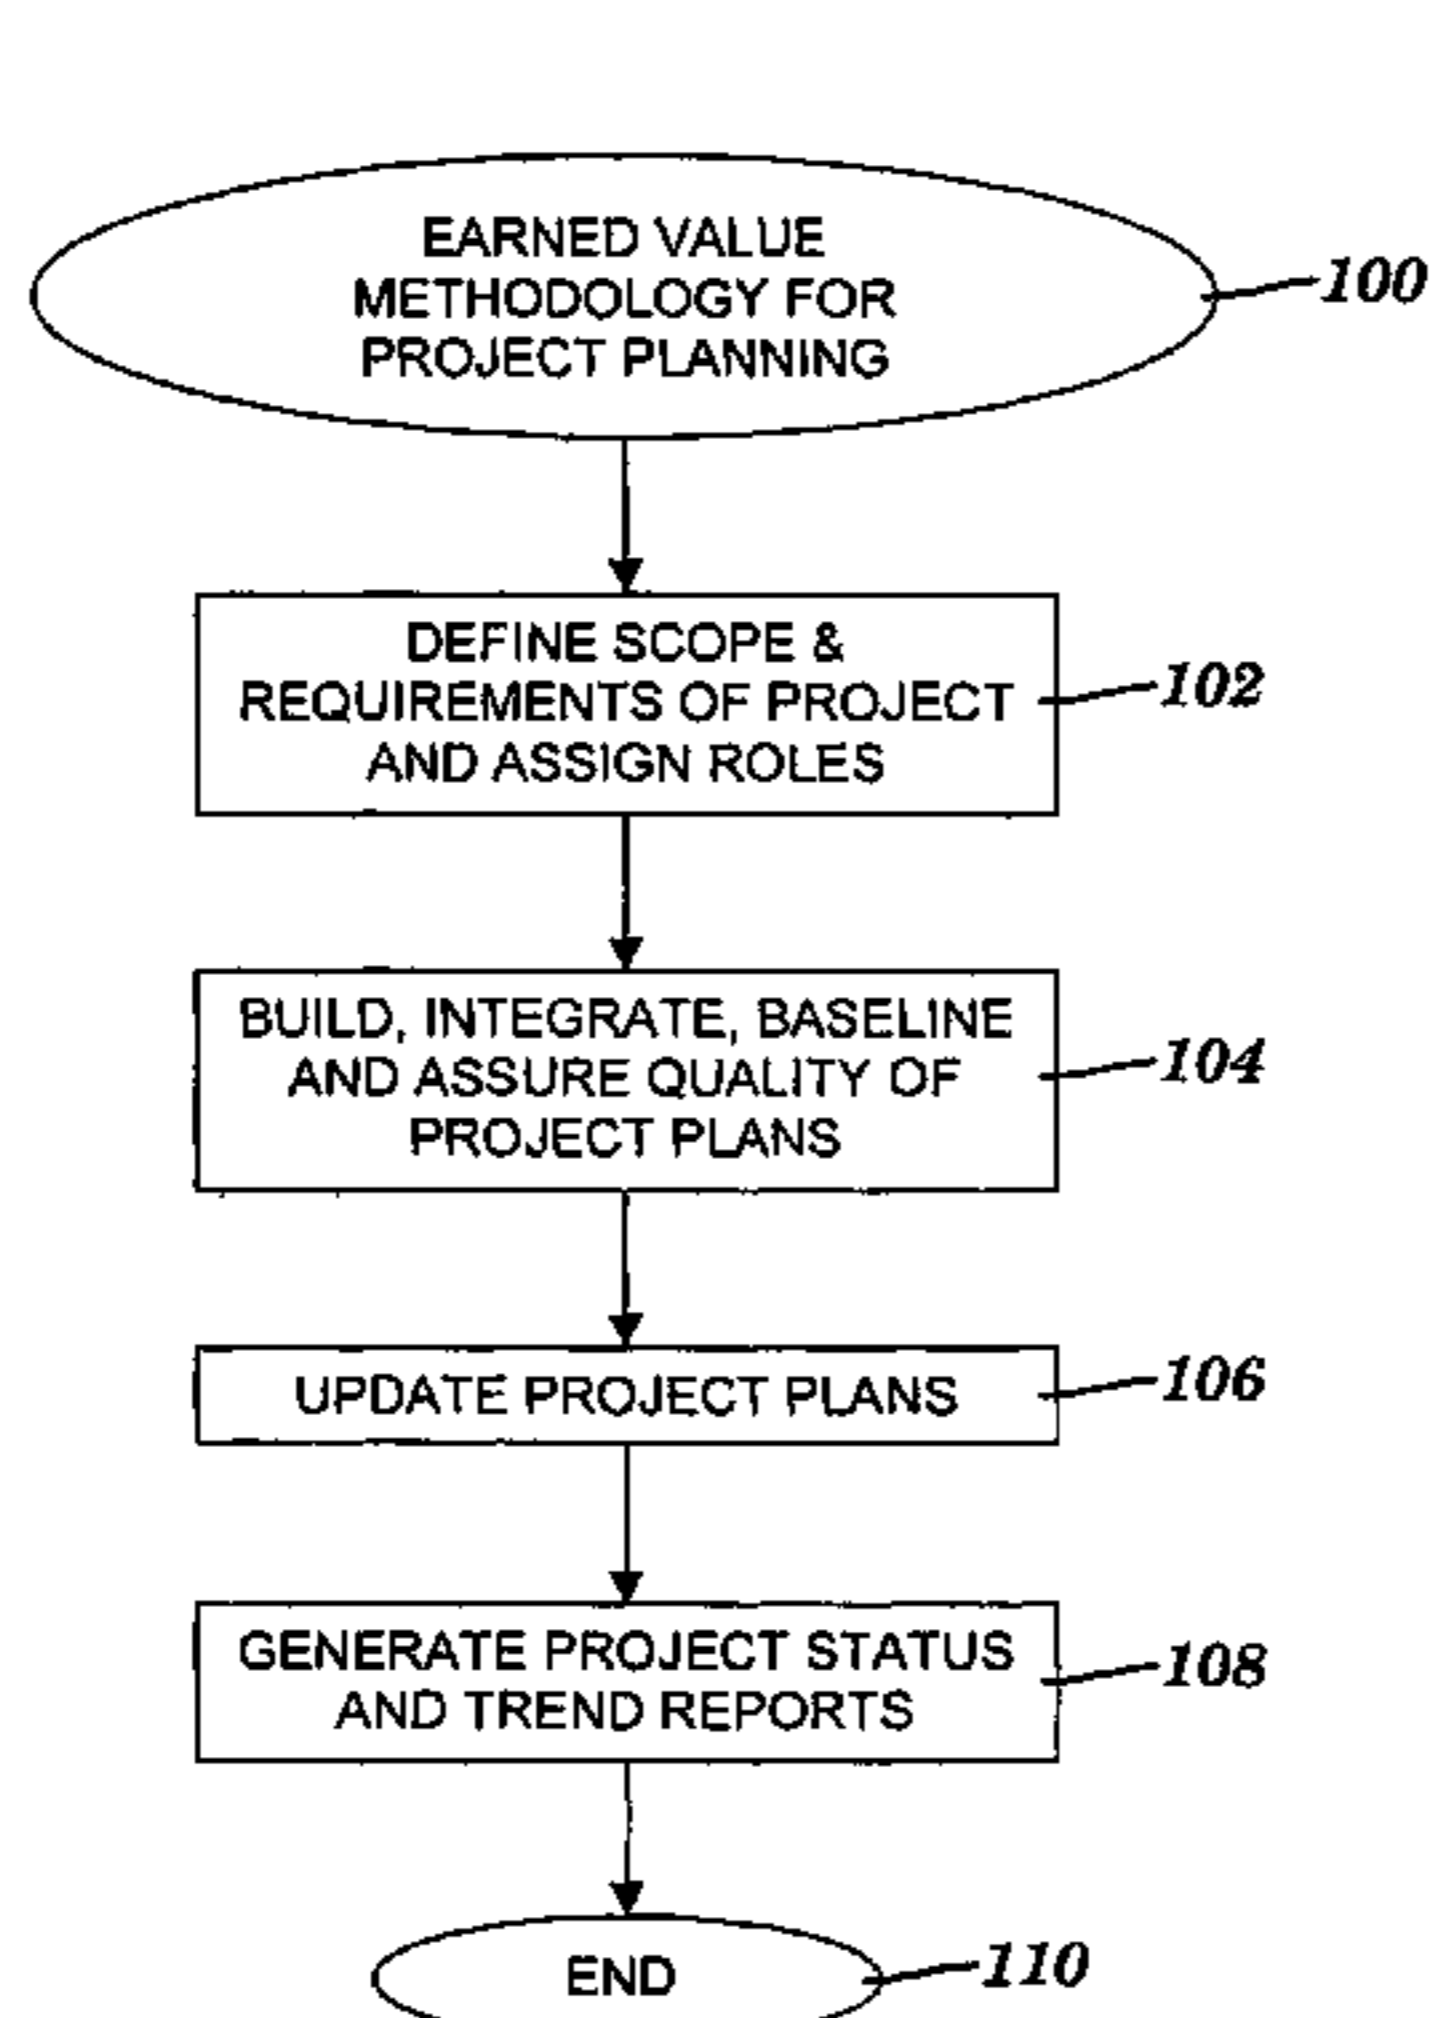 EARNED VALUE
METHODOLOGY FOR
PROJECT PLANNING
100
DEFINE SCOPE &
REQUIREMENTS OF PROJECT
AND ASSIGN ROLES
102
BUILD, INTEGRATE, BASELINE
AND ASSURE QUALITY OF
PROJECT PLANS
104
UPDATE PROJECT PLANS
106
GENERATE PROJECT STATUS
AND TREND REPORTS
108
END
110